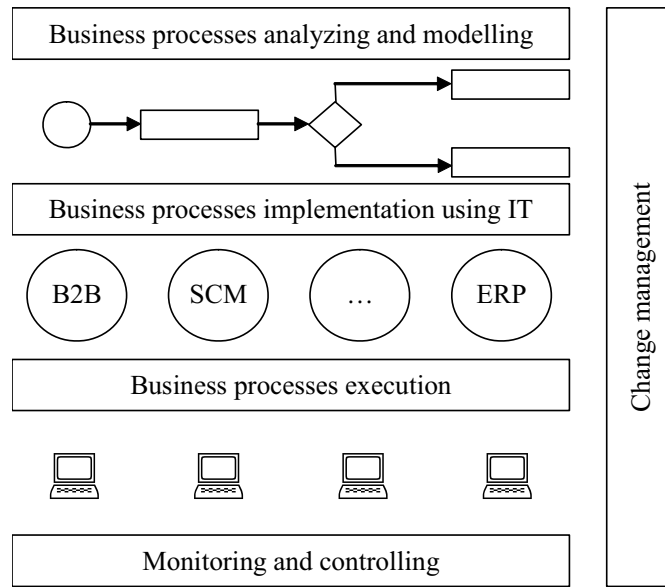 Business processes analyzing and modelling
Business processes implementation using IT
B2B
SCM
…
ERP
Business processes execution
Monitoring and controlling
Change management